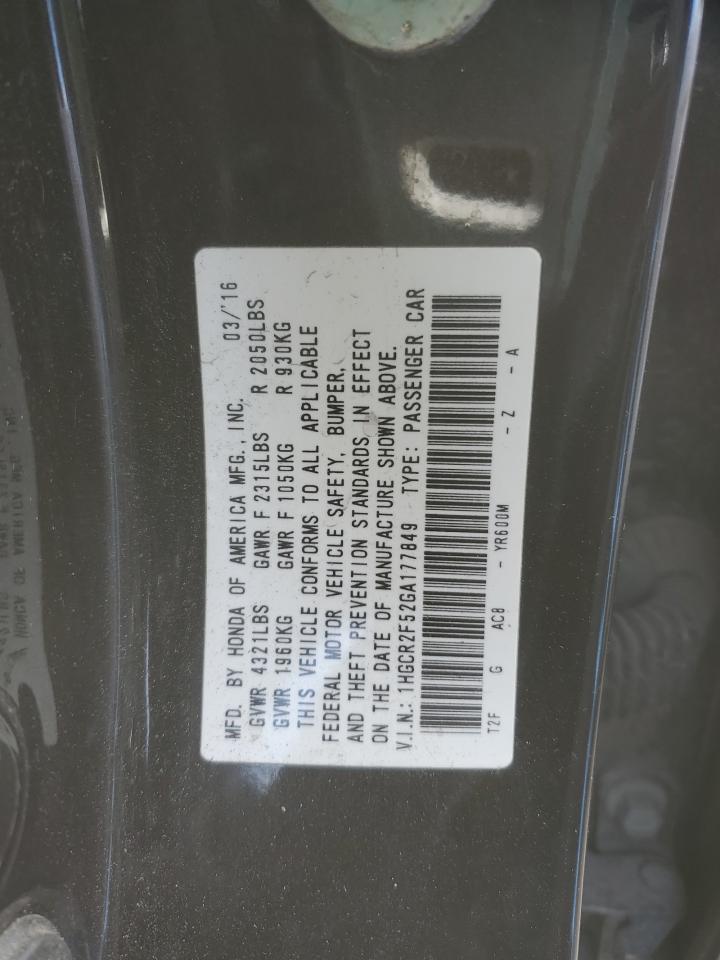 MFD. BY HONDA OF AMERICA MFG., INC. 03/'16
GVWR 4321LBS GAWR F 2315LBS R 2050LBS
GVWR 1960KG GAWR F 1050KG R 930KG
THIS VEHICLE CONFORMS TO ALL APPLICABLE
FEDERAL MOTOR VEHICLE SAFETY, BUMPER,
AND THEFT PREVENTION STANDARDS IN EFFECT
ON THE DATE OF MANUFACTURE SHOWN ABOVE.
V.I.N.: 1HGCR2F52GA177849 TYPE: PASSENGER CAR
T2F G AC8 - YR600M - Z - A